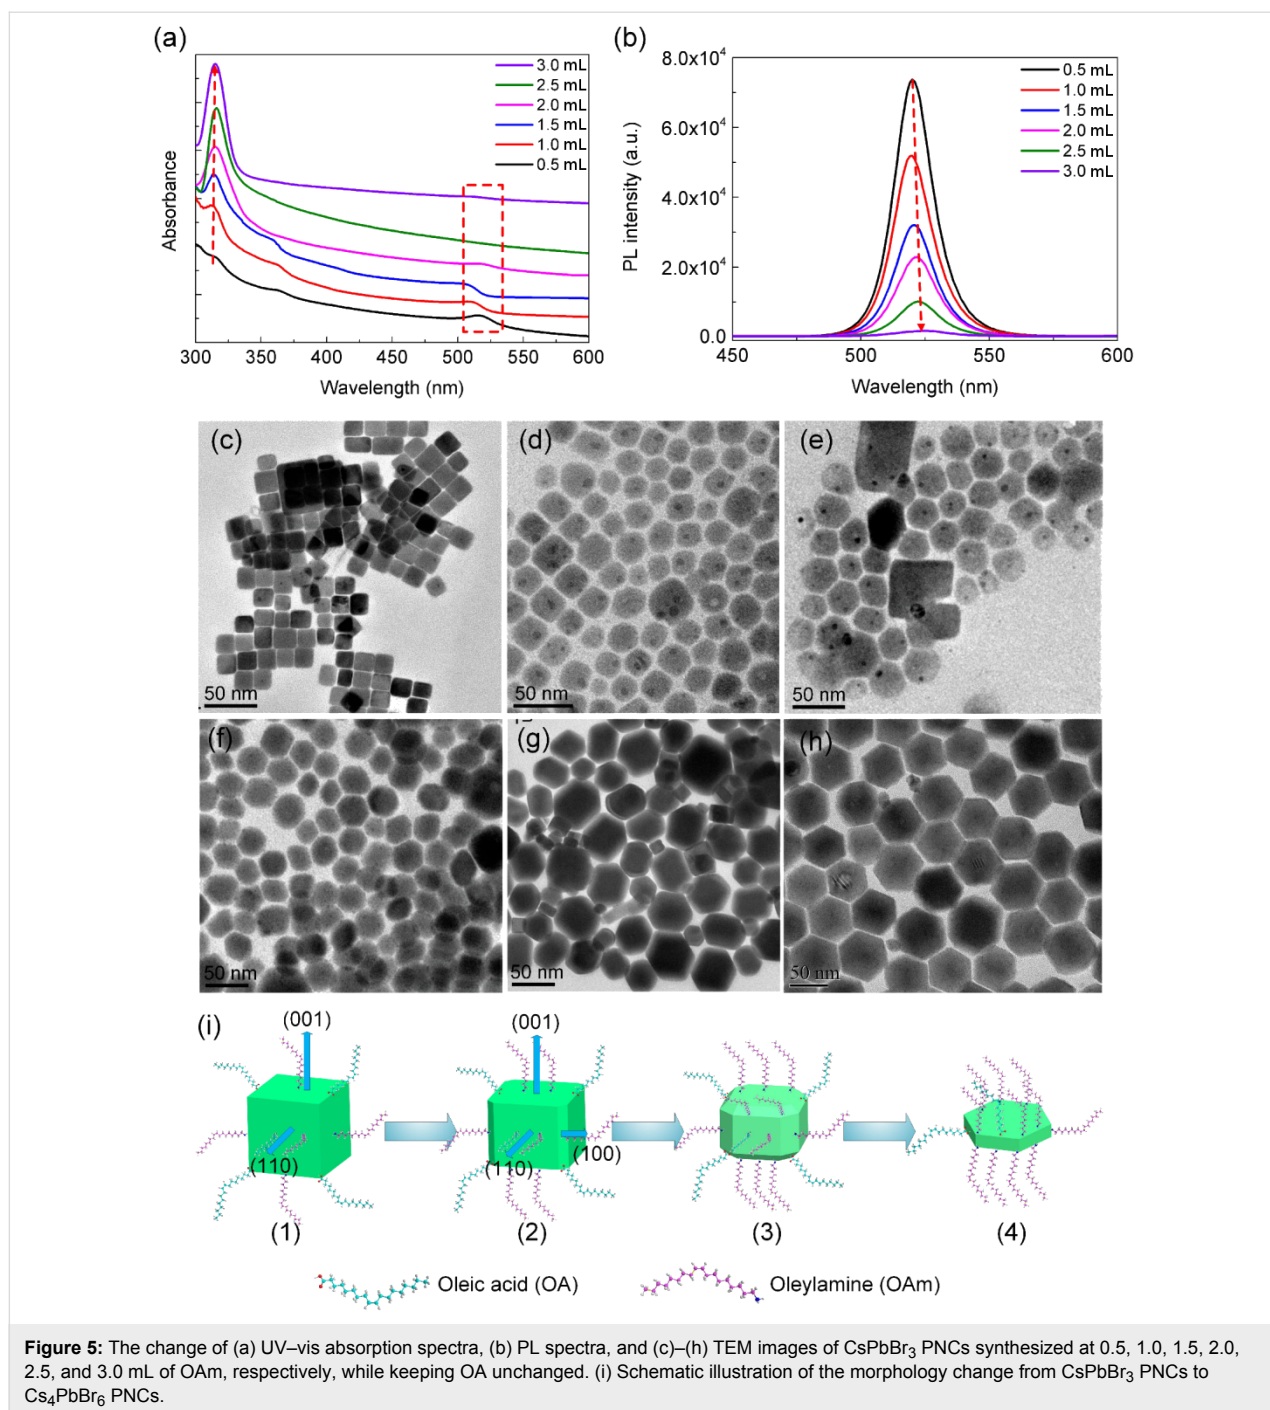 (a)
3.0 mL
2.5 mL
2.0 mL
1.5 mL
1.0 mL
0.5 mL
Absorbance
300 350 400 450 500 550 600
Wavelength (nm)
(b)
8.0x10⁴
6.0x10⁴
4.0x10⁴
2.0x10⁴
0.0
0.5 mL
1.0 mL
1.5 mL
2.0 mL
2.5 mL
3.0 mL
PL intensity (a.u.)
450 500 550 600
Wavelength (nm)
(c)
50 nm
(d)
50 nm
(e)
50 nm
(f)
50 nm
(g)
50 nm
(h)
50 nm
(i)
(001)
(110)
(1)
(001)
(110)
(100)
(2)
(3)
(4)
Oleic acid (OA)
Oleylamine (OAm)
Figure 5: The change of (a) UV–vis absorption spectra, (b) PL spectra, and (c)–(h) TEM images of CsPbBr₃ PNCs synthesized at 0.5, 1.0, 1.5, 2.0,
2.5, and 3.0 mL of OAm, respectively, while keeping OA unchanged. (i) Schematic illustration of the morphology change from CsPbBr₃ PNCs to
Cs₄PbBr₆ PNCs.